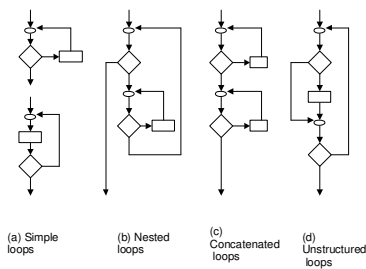 (a) Simple
loops
(b) Nested
loops
(c)
Concatenated
loops
(d)
Unstructured
loops